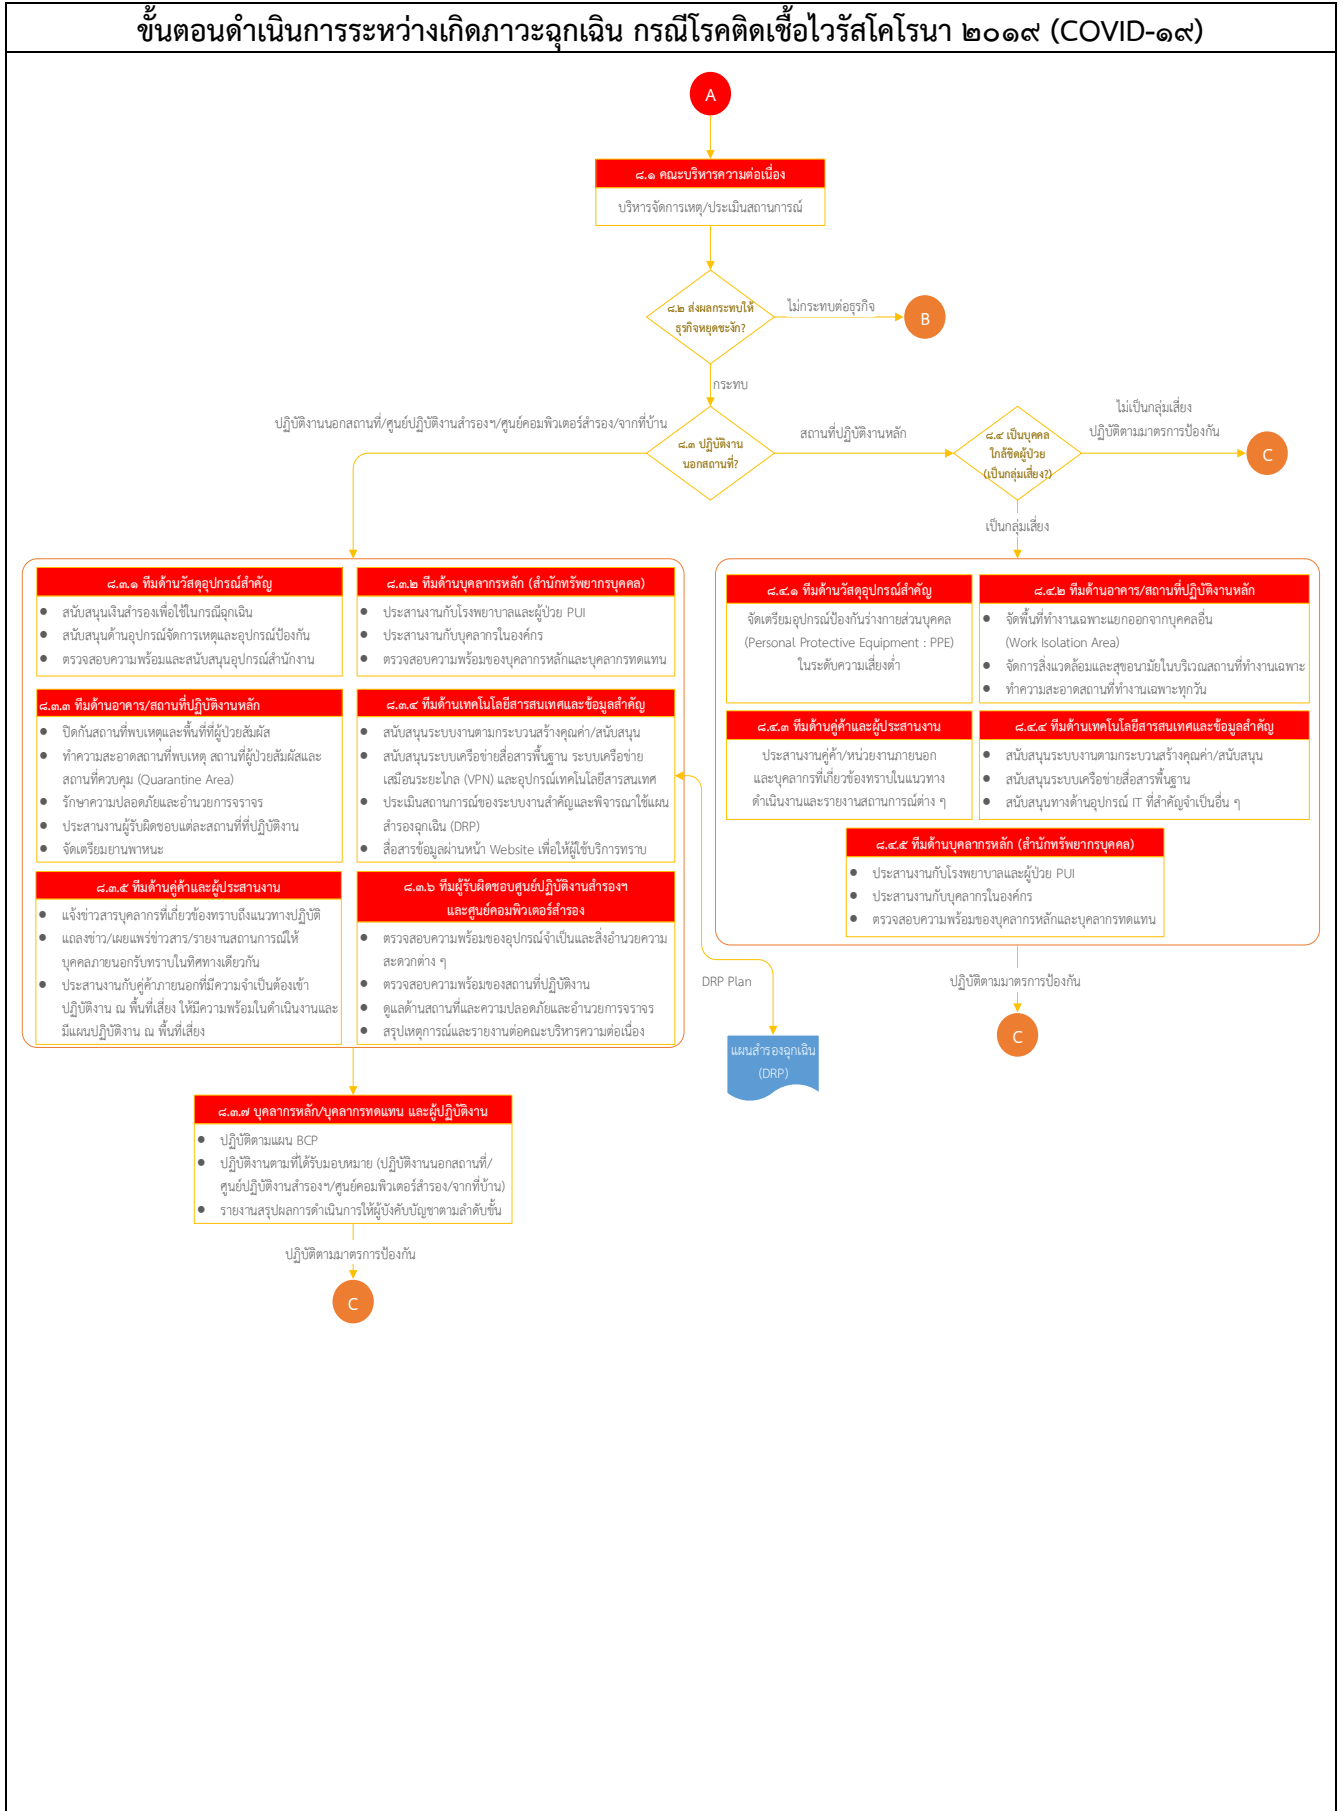 ขั้นตอนดำเนินการระหว่างเกิดภาวะฉุกเฉิน กรณีโรคติดเชื้อไวรัสโคโรนา ๒๐๑๙ (COVID-๑๙)
A
๘.๑ คณะบริหารความต่อเนื่อง
บริหารจัดการเหตุ/ประเมินสถานการณ์
๘.๒ ส่งผลกระทบให้
ธุรกิจหยุดชะงัก?
ไม่กระทบต่อธุรกิจ
B
กระทบ
ปฏิบัติงานนอกสถานที่/ศูนย์ปฏิบัติงานสำรองฯ/ศูนย์คอมพิวเตอร์สำรอง/จากที่บ้าน
๘.๓ ปฏิบัติงาน
นอกสถานที่?
สถานที่ปฏิบัติงานหลัก
๘.๔ เป็นบุคคล
ใกล้ชิดผู้ป่วย
(เป็นกลุ่มเสี่ยง?)
ไม่เป็นกลุ่มเสี่ยง
ปฏิบัติตามมาตรการป้องกัน
C
เป็นกลุ่มเสี่ยง
๘.๓.๑ ทีมด้านวัสดุอุปกรณ์สำคัญ
● สนับสนุนเงินสำรองเพื่อใช้ในกรณีฉุกเฉิน
● สนับสนุนด้านอุปกรณ์จัดการเหตุและอุปกรณ์ป้องกัน
● ตรวจสอบความพร้อมและสนับสนุนอุปกรณ์สำนักงาน
๘.๓.๒ ทีมด้านบุคลากรหลัก (สำนักทรัพยากรบุคคล)
● ประสานงานกับโรงพยาบาลและผู้ป่วย PUI
● ประสานงานกับบุคลากรในองค์กร
● ตรวจสอบความพร้อมของบุคลากรหลักและบุคลากรทดแทน
๘.๓.๓ ทีมด้านอาคาร/สถานที่ปฏิบัติงานหลัก
● ปิดกั้นสถานที่พบเหตุและพื้นที่ที่ผู้ป่วยสัมผัส
● ทำความสะอาดสถานที่พบเหตุ สถานที่ผู้ป่วยสัมผัสและ
สถานที่ควบคุม (Quarantine Area)
● รักษาความปลอดภัยและอำนวยการจราจร
● ประสานงานผู้รับผิดชอบแต่ละสถานที่ที่ปฏิบัติงาน
● จัดเตรียมยานพาหนะ
๘.๓.๔ ทีมด้านเทคโนโลยีสารสนเทศและข้อมูลสำคัญ
● สนับสนุนระบบงานตามกระบวนสร้างคุณค่า/สนับสนุน
● สนับสนุนระบบเครือข่ายสื่อสารพื้นฐาน ระบบเครือข่าย
เสมือนระยะไกล (VPN) และอุปกรณ์เทคโนโลยีสารสนเทศ
● ประเมินสถานการณ์ของระบบงานสำคัญและพิจารณาใช้แผน
สำรองฉุกเฉิน (DRP)
● สื่อสารข้อมูลผ่านหน้า Website เพื่อให้ผู้ใช้บริการทราบ
๘.๓.๕ ทีมด้านคู่ค้าและผู้ประสานงาน
● แจ้งข่าวสารบุคลากรที่เกี่ยวข้องทราบถึงแนวทางปฏิบัติ
● แถลงข่าว/เผยแพร่ข่าวสาร/รายงานสถานการณ์ให้
บุคคลภายนอกรับทราบในทิศทางเดียวกัน
● ประสานงานกับคู่ค้าภายนอกที่มีความจำเป็นต้องเข้า
ปฏิบัติงาน ณ พื้นที่เสี่ยง ให้มีความพร้อมในดำเนินงานและ
มีแผนปฏิบัติงาน ณ พื้นที่เสี่ยง
๘.๓.๖ ทีมผู้รับผิดชอบศูนย์ปฏิบัติงานสำรองฯ
และศูนย์คอมพิวเตอร์สำรอง
● ตรวจสอบความพร้อมของอุปกรณ์จำเป็นและสิ่งอำนวยความ
สะดวกต่าง ๆ
● ตรวจสอบความพร้อมของสถานที่ปฏิบัติงาน
● ดูแลด้านสถานที่และความปลอดภัยและอำนวยการจราจร
● สรุปเหตุการณ์และรายงานต่อคณะบริหารความต่อเนื่อง
๘.๔.๑ ทีมด้านวัสดุอุปกรณ์สำคัญ
จัดเตรียมอุปกรณ์ป้องกันร่างกายส่วนบุคคล
(Personal Protective Equipment : PPE)
ในระดับความเสี่ยงต่ำ
๘.๔.๒ ทีมด้านอาคาร/สถานที่ปฏิบัติงานหลัก
● จัดพื้นที่ทำงานเฉพาะแยกออกจากบุคคลอื่น
(Work Isolation Area)
● จัดการสิ่งแวดล้อมและสุขอนามัยในบริเวณสถานที่ทำงานเฉพาะ
● ทำความสะอาดสถานที่ทำงานเฉพาะทุกวัน
๘.๔.๓ ทีมด้านคู่ค้าและผู้ประสานงาน
ประสานงานคู่ค้า/หน่วยงานภายนอก
และบุคลากรที่เกี่ยวข้องทราบในแนวทาง
ดำเนินงานและรายงานสถานการณ์ต่าง ๆ
๘.๔.๔ ทีมด้านเทคโนโลยีสารสนเทศและข้อมูลสำคัญ
● สนับสนุนระบบงานตามกระบวนสร้างคุณค่า/สนับสนุน
● สนับสนุนระบบเครือข่ายสื่อสารพื้นฐาน
● สนับสนุนทางด้านอุปกรณ์ IT ที่สำคัญจำเป็นอื่น ๆ
๘.๔.๕ ทีมด้านบุคลากรหลัก (สำนักทรัพยากรบุคคล)
● ประสานงานกับโรงพยาบาลและผู้ป่วย PUI
● ประสานงานกับบุคลากรในองค์กร
● ตรวจสอบความพร้อมของบุคลากรหลักและบุคลากรทดแทน
DRP Plan
แผนสำรองฉุกเฉิน
(DRP)
ปฏิบัติตามมาตรการป้องกัน
C
๘.๓.๗ บุคลากรหลัก/บุคลากรทดแทน และผู้ปฏิบัติงาน
● ปฏิบัติตามแผน BCP
● ปฏิบัติงานตามที่ได้รับมอบหมาย (ปฏิบัติงานนอกสถานที่/
ศูนย์ปฏิบัติงานสำรองฯ/ศูนย์คอมพิวเตอร์สำรอง/จากที่บ้าน)
● รายงานสรุปผลการดำเนินการให้ผู้บังคับบัญชาตามลำดับชั้น
ปฏิบัติตามมาตรการป้องกัน
C